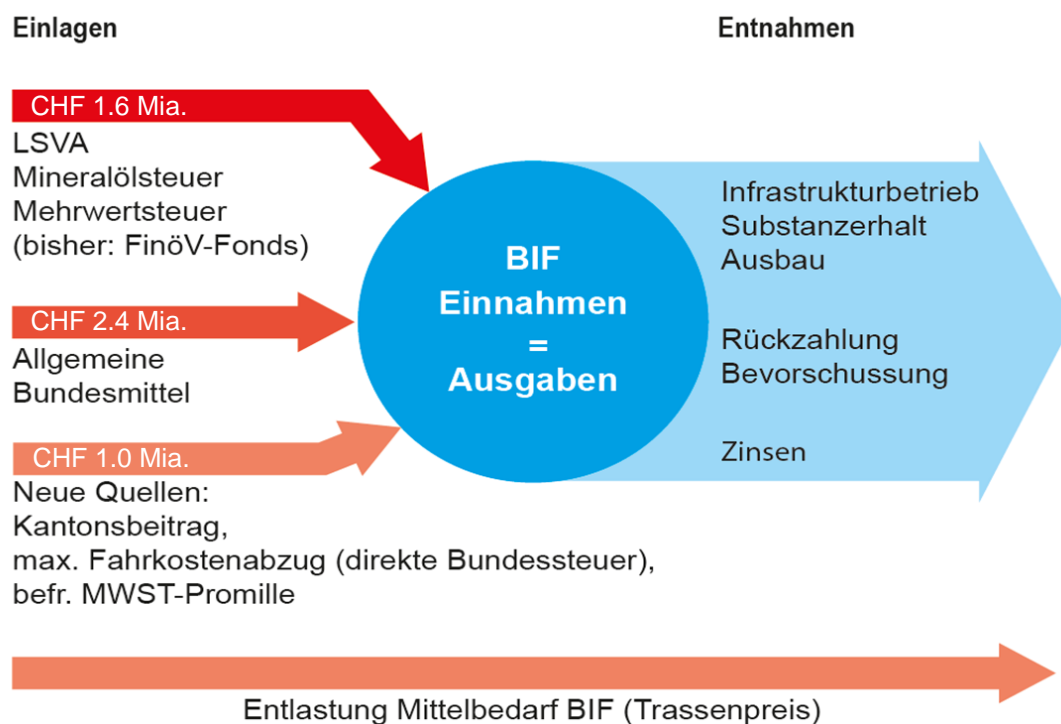 Einlagen
CHF 1.6 Mia.
LSVA
Mineralölsteuer
Mehrwertsteuer
(bisher: FinöV-Fonds)
CHF 2.4 Mia.
Allgemeine
Bundesmittel
CHF 1.0 Mia.
Neue Quellen:
Kantonsbeitrag,
max. Fahrkostenabzug (direkte Bundessteuer),
befr. MWST-Promille
BIF
Einnahmen
=
Ausgaben
Entnahmen
Infrastrukturbetrieb
Substanzerhalt
Ausbau
Rückzahlung
Bevorschussung
Zinsen
Entlastung Mittelbedarf BIF (Trassenpreis)